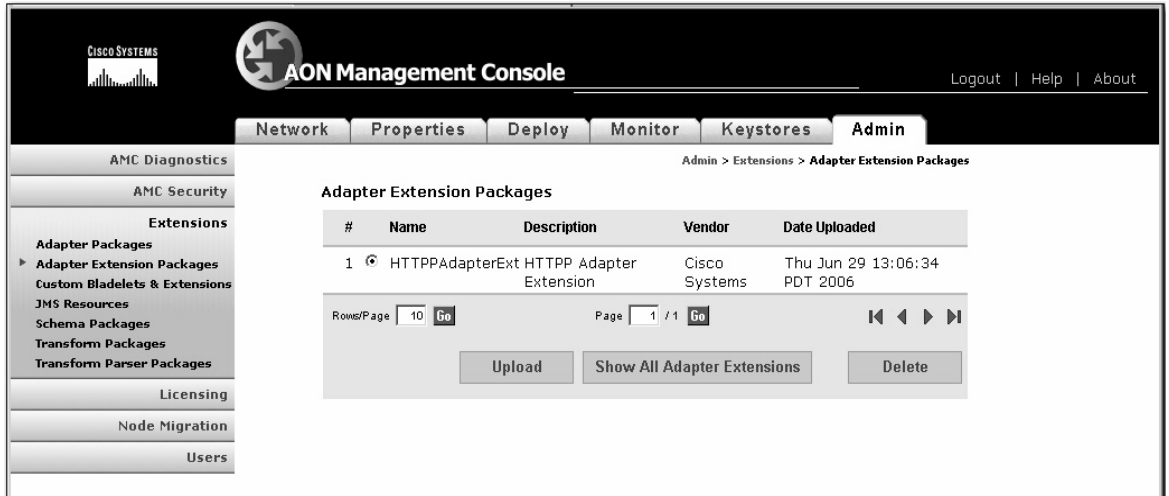 CISCO SYSTEMS
AON Management Console
Logout | Help | About
Network Properties Deploy Monitor Keystores Admin
Admin > Extensions > Adapter Extension Packages
AMC Diagnostics
AMC Security
Extensions
Adapter Packages
Adapter Extension Packages
Custom Bladelets & Extensions
JMS Resources
Schema Packages
Transform Packages
Transform Parser Packages
Licensing
Node Migration
Users
Adapter Extension Packages
# Name Description Vendor Date Uploaded
1 HTTPPAdapterExt HTTPP Adapter Cisco Thu Jun 29 13:06:34
Extension Systems PDT 2006
Rows/Page 10 Go Page 1 / 1 Go
Upload Show All Adapter Extensions Delete